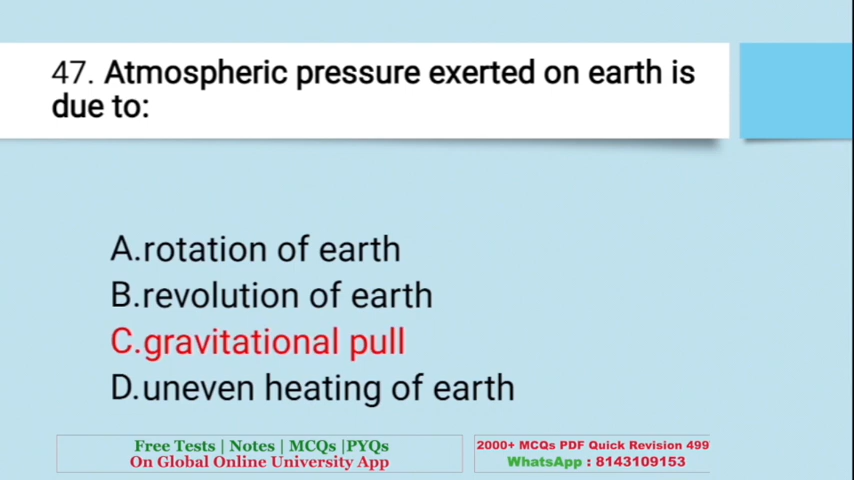 47. Atmospheric pressure exerted on earth is
due to:
A.rotation of earth
B.revolution of earth
C.gravitational pull
D.uneven heating of earth
Free Tests | Notes | MCQs |PYQs
On Global Online University App
2000+ MCQs PDF Quick Revision 499
WhatsApp : 8143109153